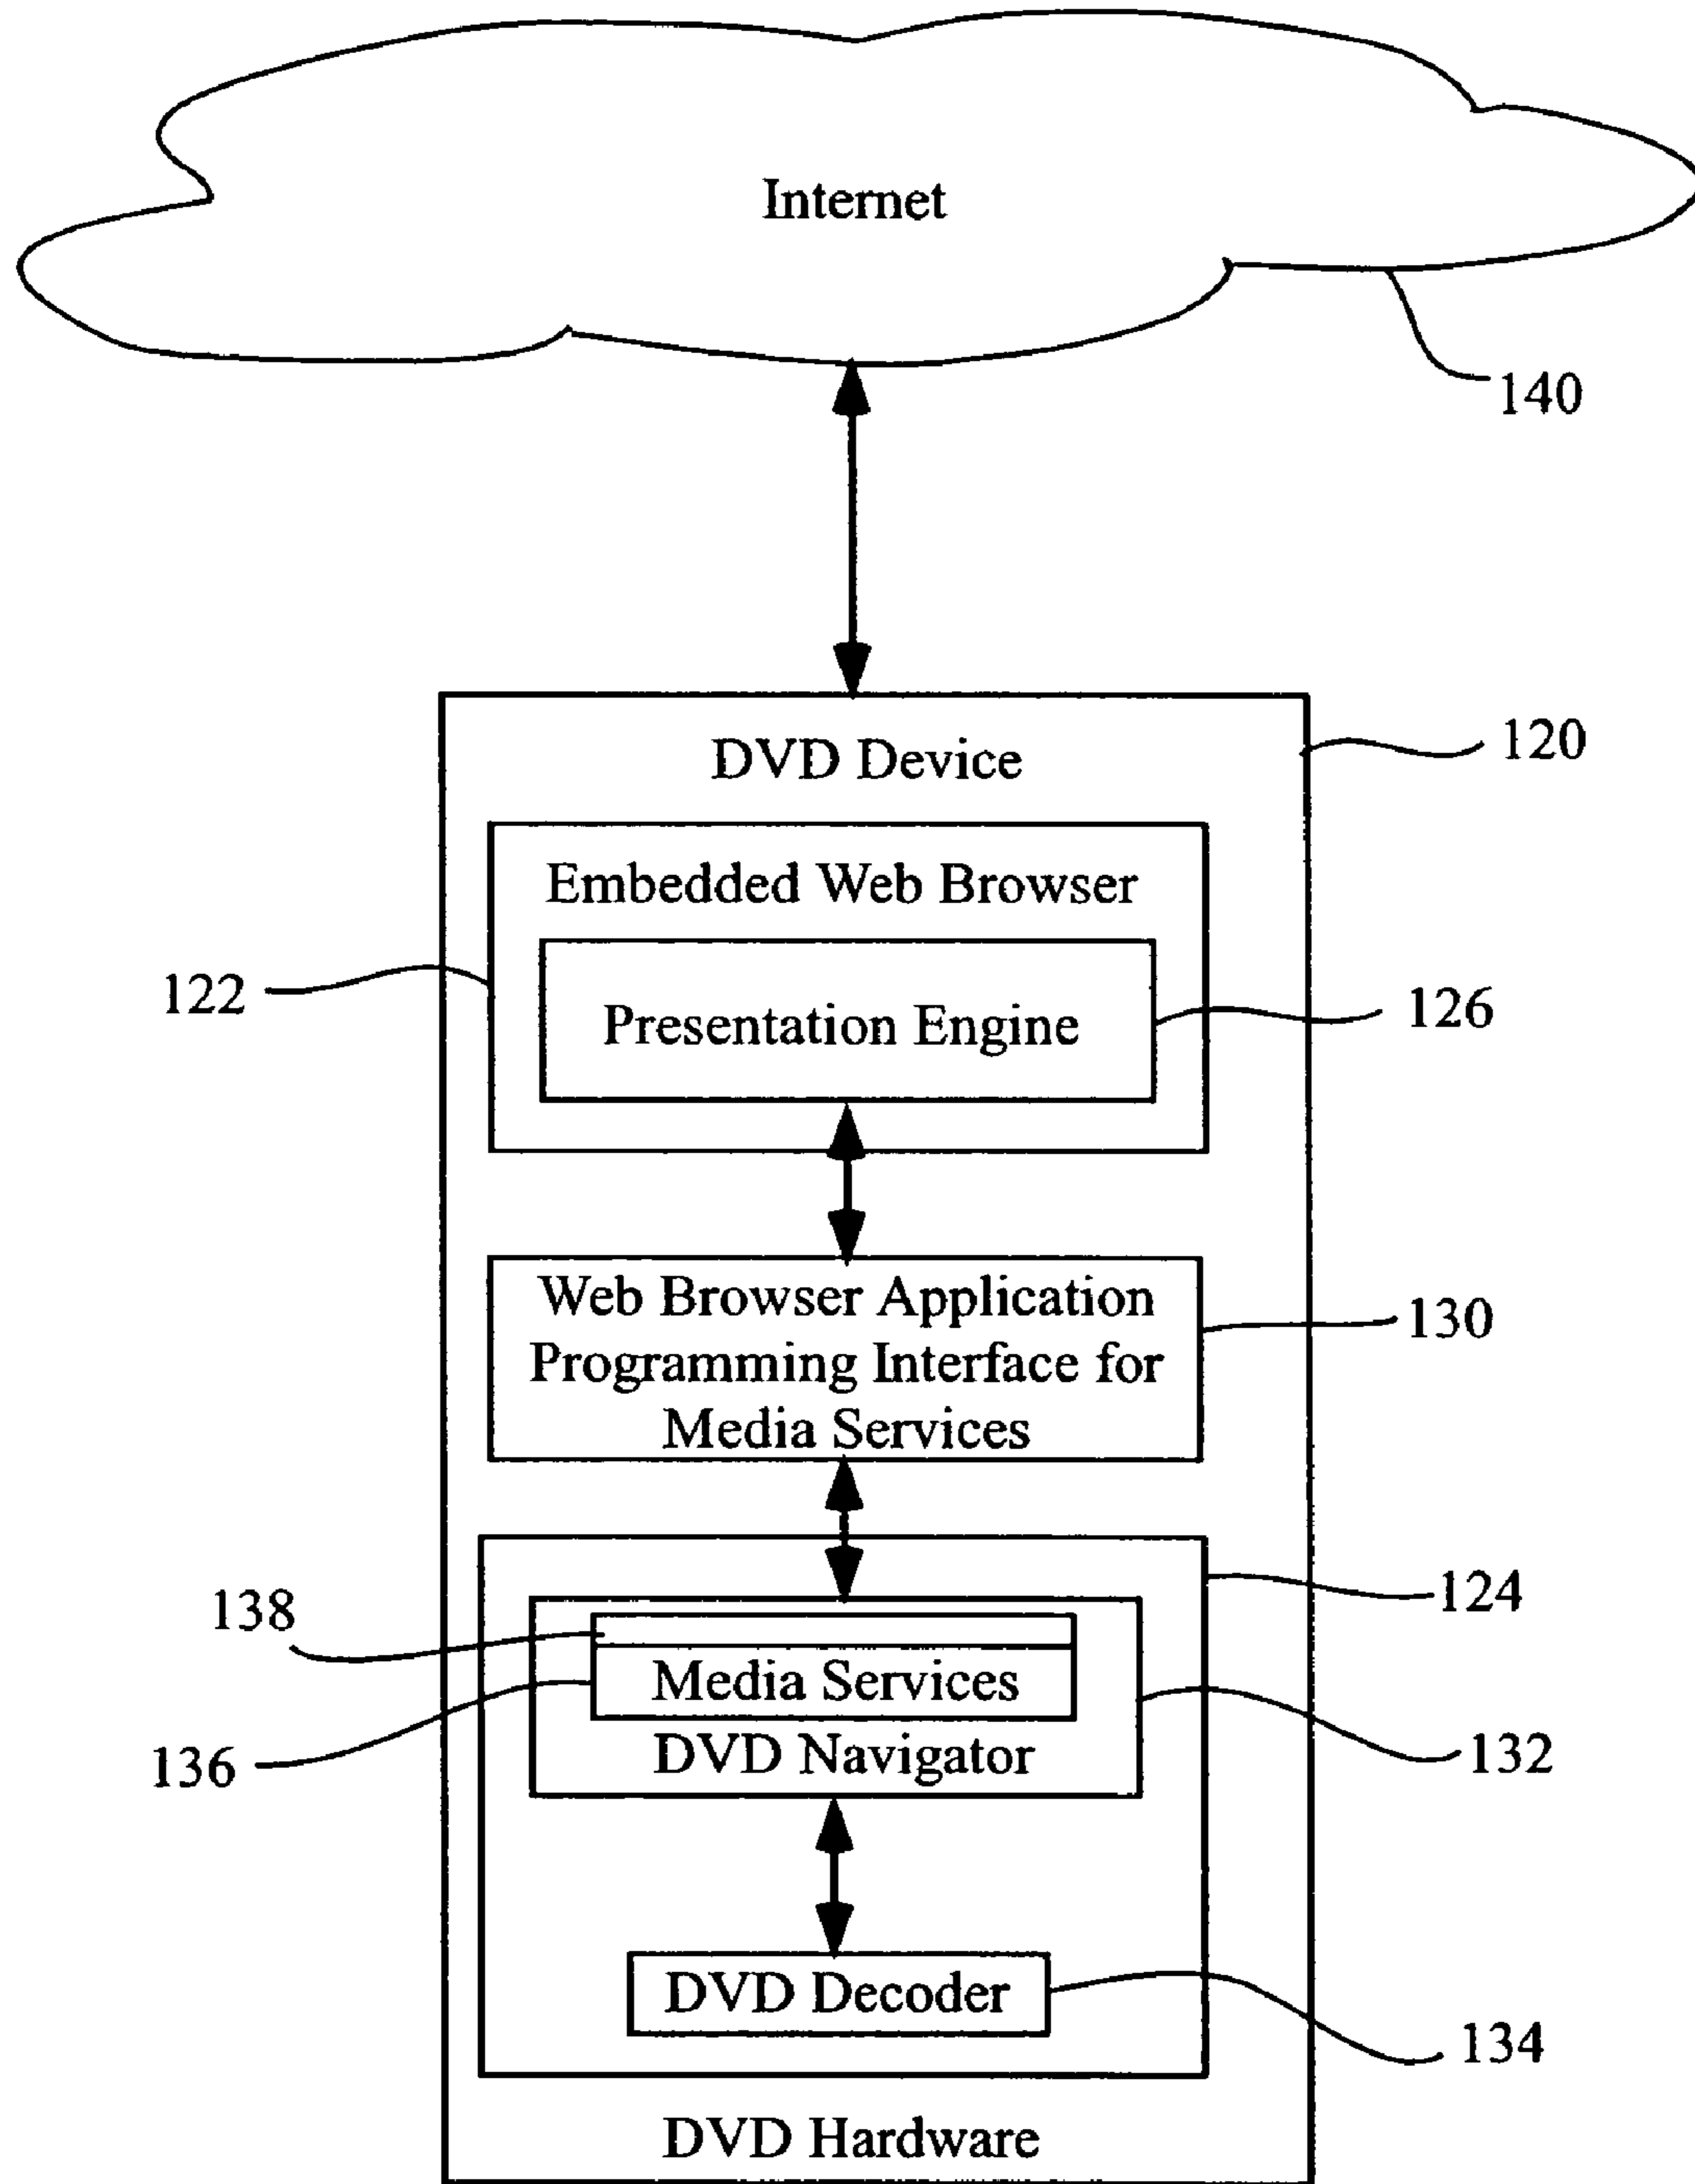 Internet
140
DVD Device
120
Embedded Web Browser
122
Presentation Engine
126
Web Browser Application
Programming Interface for
Media Services
130
124
138
Media Services
136
DVD Navigator
132
DVD Decoder
134
DVD Hardware